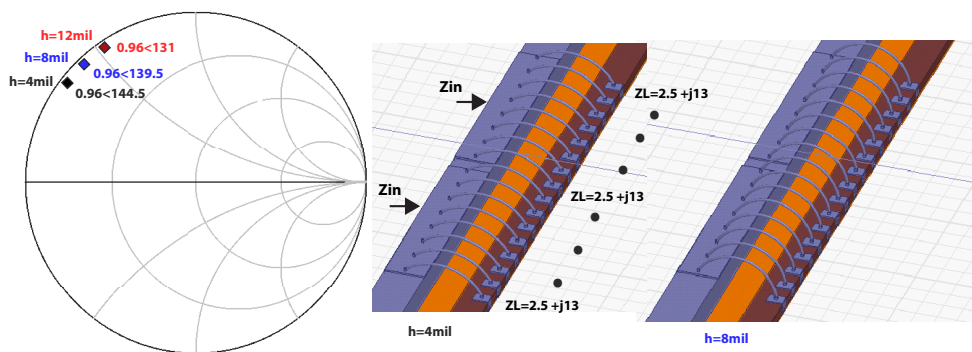 h=12mil
0.96<131
h=8mil
0.96<139.5
h=4mil
0.96<144.5
Zin
ZL=2.5 +j13
Zin
ZL=2.5 +j13
ZL=2.5 +j13
h=4mil
h=8mil